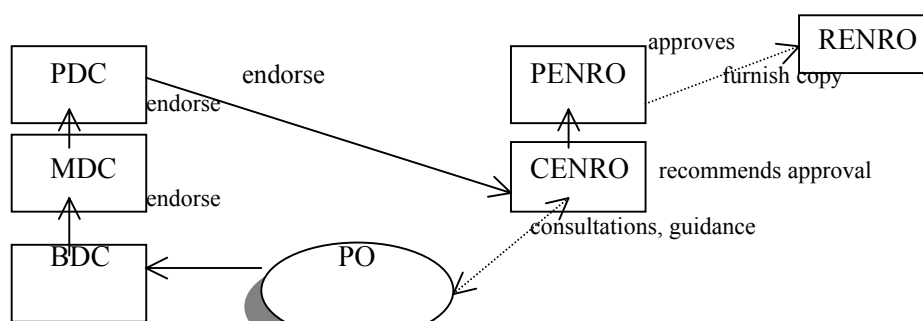 approves
RENRO
PDC
endorse
PENRO
furnish copy
endorse
MDC
CENRO
recommends approval
endorse
consultations, guidance
BDC
PO